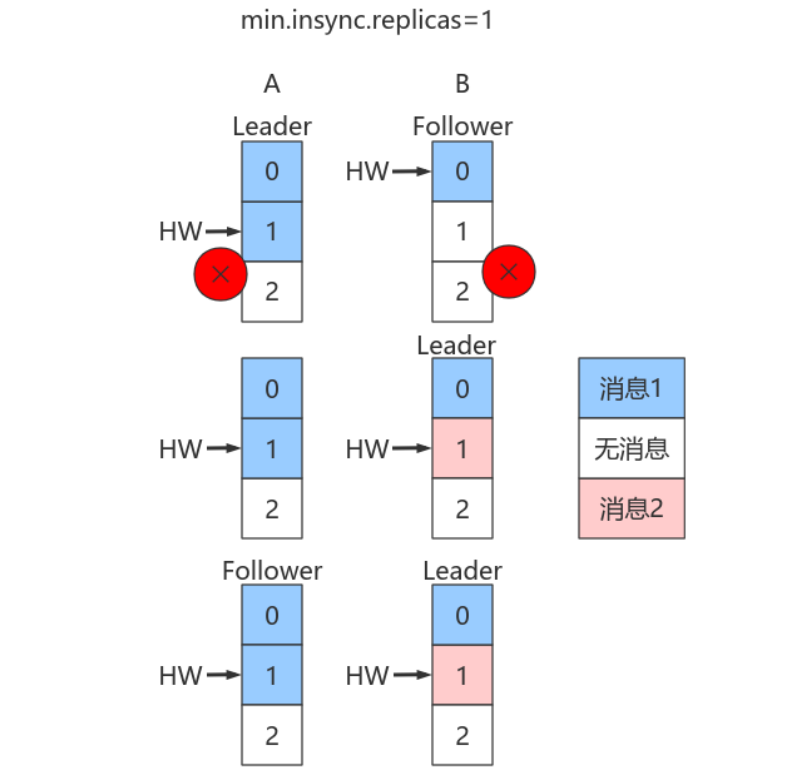 min.insync.replicas=1
A B
Leader Follower
0 HW 0
HW 1 1
2 2
Leader
0 0 消息1
HW 1 HW 1 无消息
2 2 消息2
Follower Leader
0 0
HW 1 HW 1
2 2